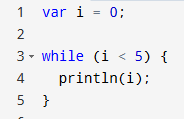 1 var i = 0;
2
3 while (i < 5) {
4   println(i);
5 }